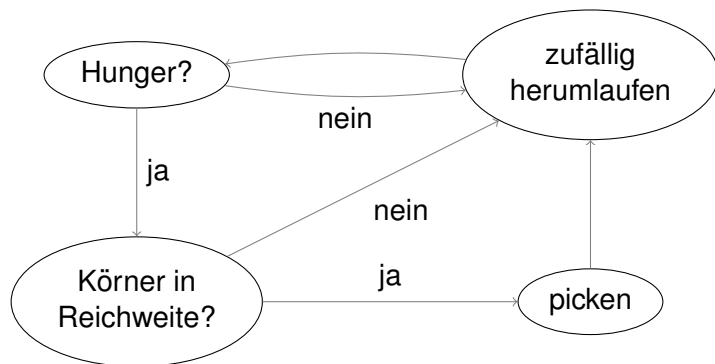 Hunger?
zufällig
herumlaufen
nein
ja
nein
Körner in
Reichweite?
ja
picken